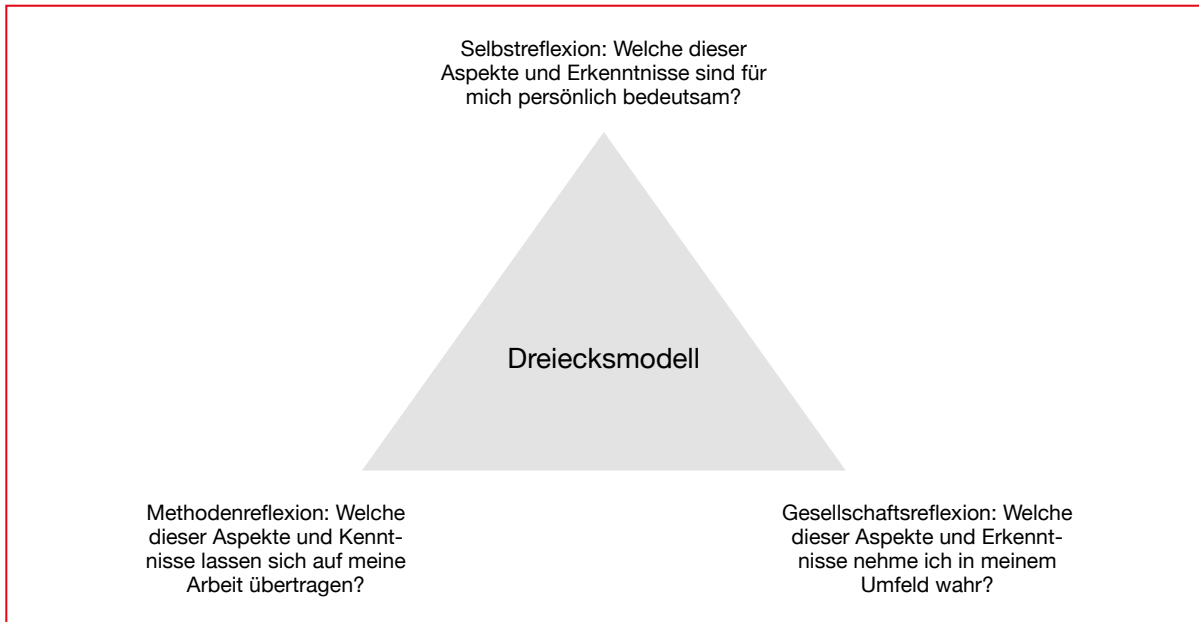 Selbstreflexion: Welche dieser
Aspekte und Erkenntnisse sind für
mich persönlich bedeutsam?
Dreiecksmodell
Methodenreflexion: Welche
dieser Aspekte und Kennt-
nisse lassen sich auf meine
Arbeit übertragen?
Gesellschaftsreflexion: Welche
dieser Aspekte und Erkennt-
nisse nehme ich in meinem
Umfeld wahr?